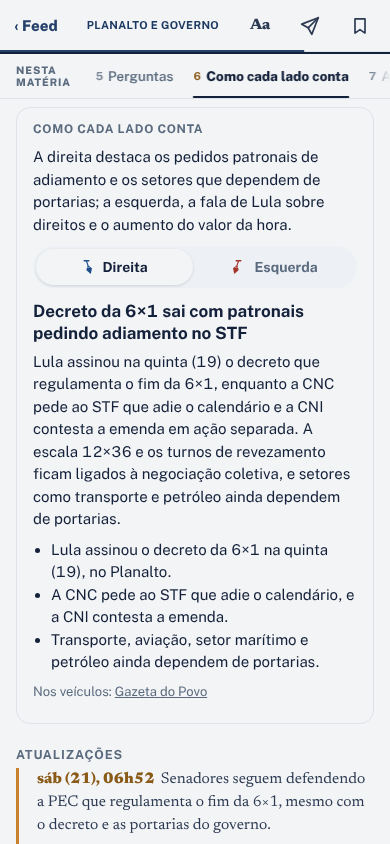 ‹ Feed
PLANALTO E GOVERNO
Aa
NESTA
MATÉRIA
5 Perguntas
6 Como cada lado conta
7 A
COMO CADA LADO CONTA
A direita destaca os pedidos patronais de
adiamento e os setores que dependem de
portarias; a esquerda, a fala de Lula sobre
direitos e o aumento do valor da hora.
Direita
Esquerda
Decreto da 6×1 sai com patronais
pedindo adiamento no STF
Lula assinou na quinta (19) o decreto que
regulamenta o fim da 6×1, enquanto a CNC
pede ao STF que adie o calendário e a CNI
contesta a emenda em ação separada. A
escala 12×36 e os turnos de revezamento
ficam ligados à negociação coletiva, e setores
como transporte e petróleo ainda dependem
de portarias.
• Lula assinou o decreto da 6×1 na quinta
(19), no Planalto.
• A CNC pede ao STF que adie o calendário, e
a CNI contesta a emenda.
• Transporte, aviação, setor marítimo e
petróleo ainda dependem de portarias.
Nos veículos: Gazeta do Povo
ATUALIZAÇÕES
sáb (21), 06h52 Senadores seguem defendendo
a PEC que regulamenta o fim da 6×1, mesmo com
o decreto e as portarias do governo.